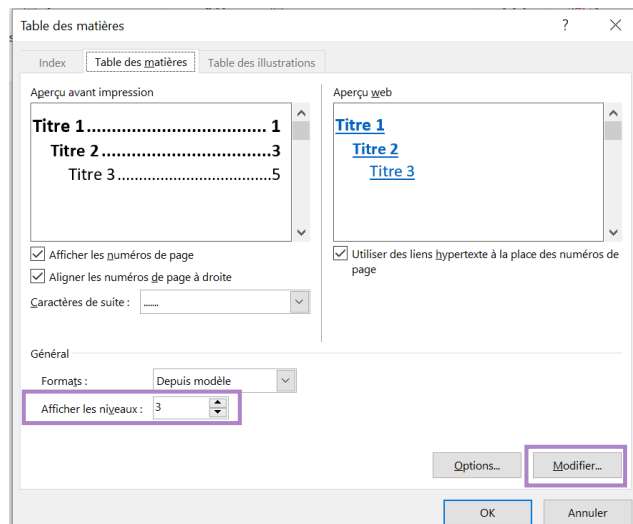 Table des matières ? ×
Index Table des matières Table des illustrations
Aperçu avant impression
Titre 1.................................... 1
Titre 2...................................3
Titre 3...................................5
Afficher les numéros de page
Aligner les numéros de page à droite
Caractères de suite : .......
Aperçu web
Titre 1
Titre 2
Titre 3
Utiliser des liens hypertexte à la place des numéros de
page
Général
Formats : Depuis modèle
Afficher les niveaux : 3
Options... Modifier...
OK Annuler